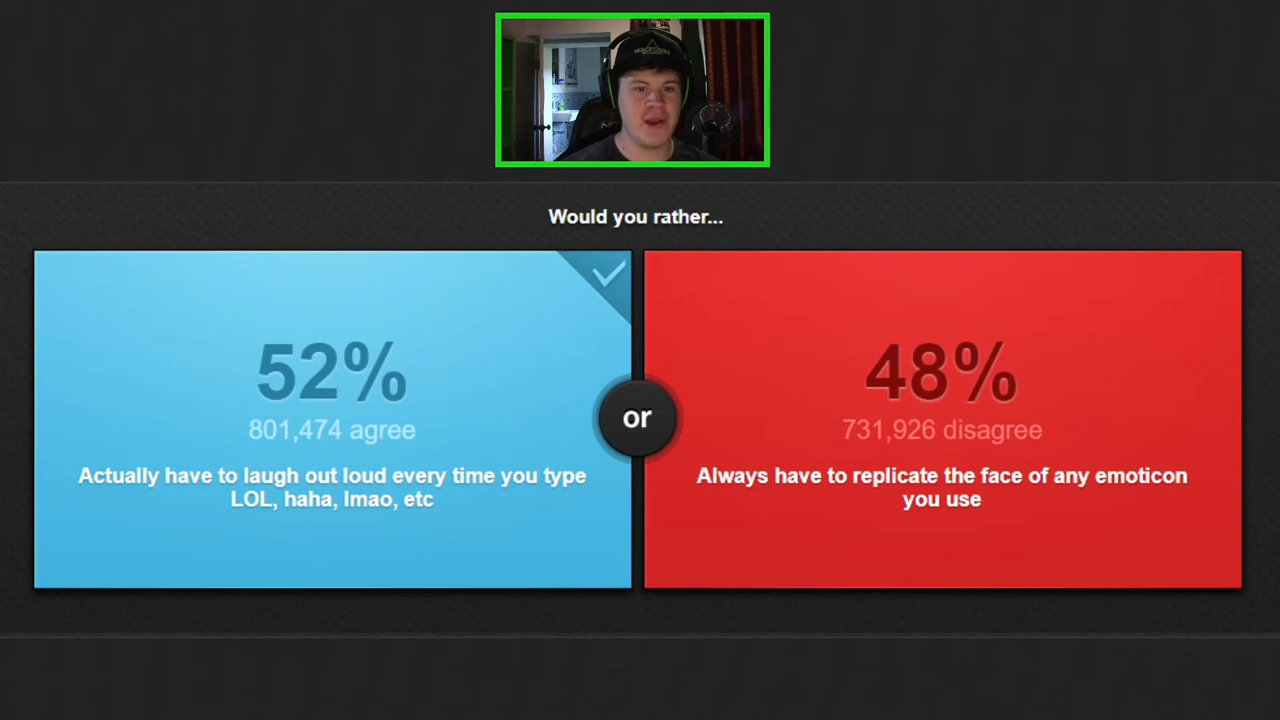 Would you rather...
52%
801,474 agree
Actually have to laugh out loud every time you type
LOL, haha, lmao, etc
or
48%
731,926 disagree
Always have to replicate the face of any emoticon
you use